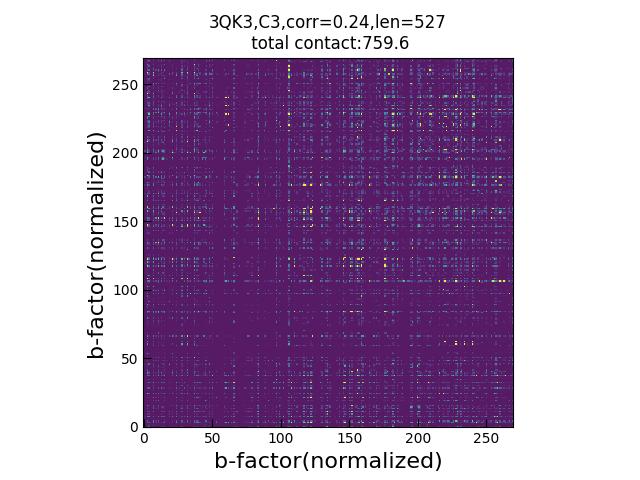 3QK3,C3,corr=0.24,len=527
total contact:759.6
b-factor(normalized)
250
200
150
100
50
0
0 50 100 150 200 250
b-factor(normalized)